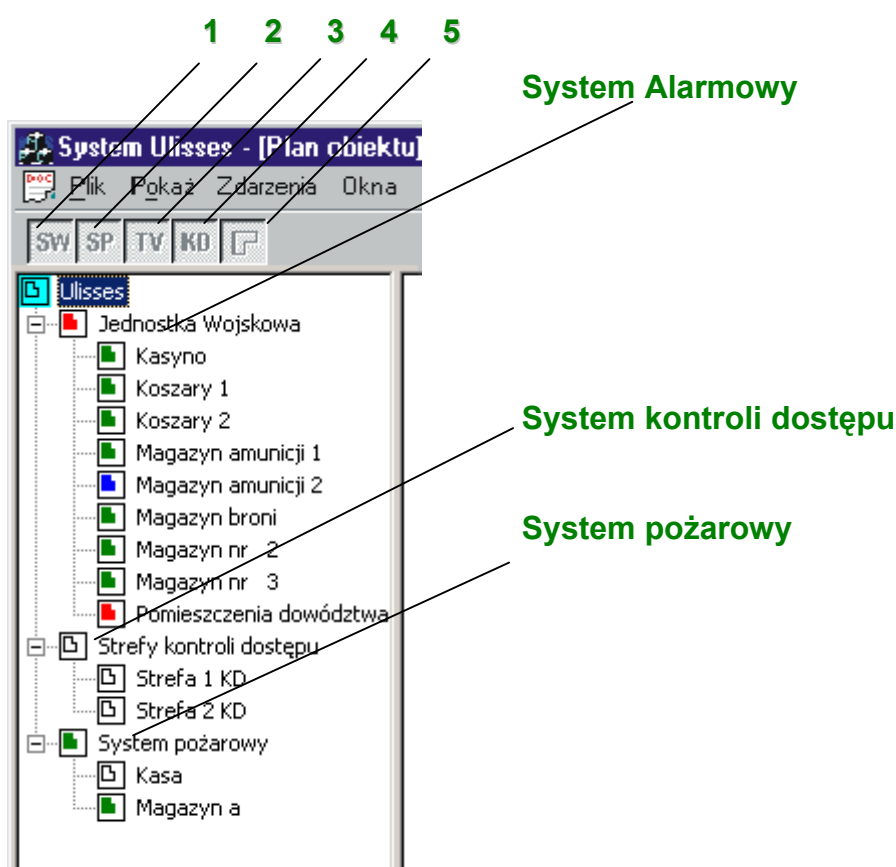 1 2 3 4 5
System Alarmowy
System Ulisses - [Plan obiektu]
Plik Pokaż Zdarzenia Okna
SW SP TV KD
Ulisses
Jednostka Wojskowa
Kasyno
Koszary 1
Koszary 2
System kontroli dostępu
Magazyn amunicji 1
Magazyn amunicji 2
Magazyn broni
System pożarowy
Magazyn nr 2
Magazyn nr 3
Pomieszczenia dowództwa
Strefy kontroli dostępu
Strefa 1 KD
Strefa 2 KD
System pożarowy
Kasa
Magazyn a